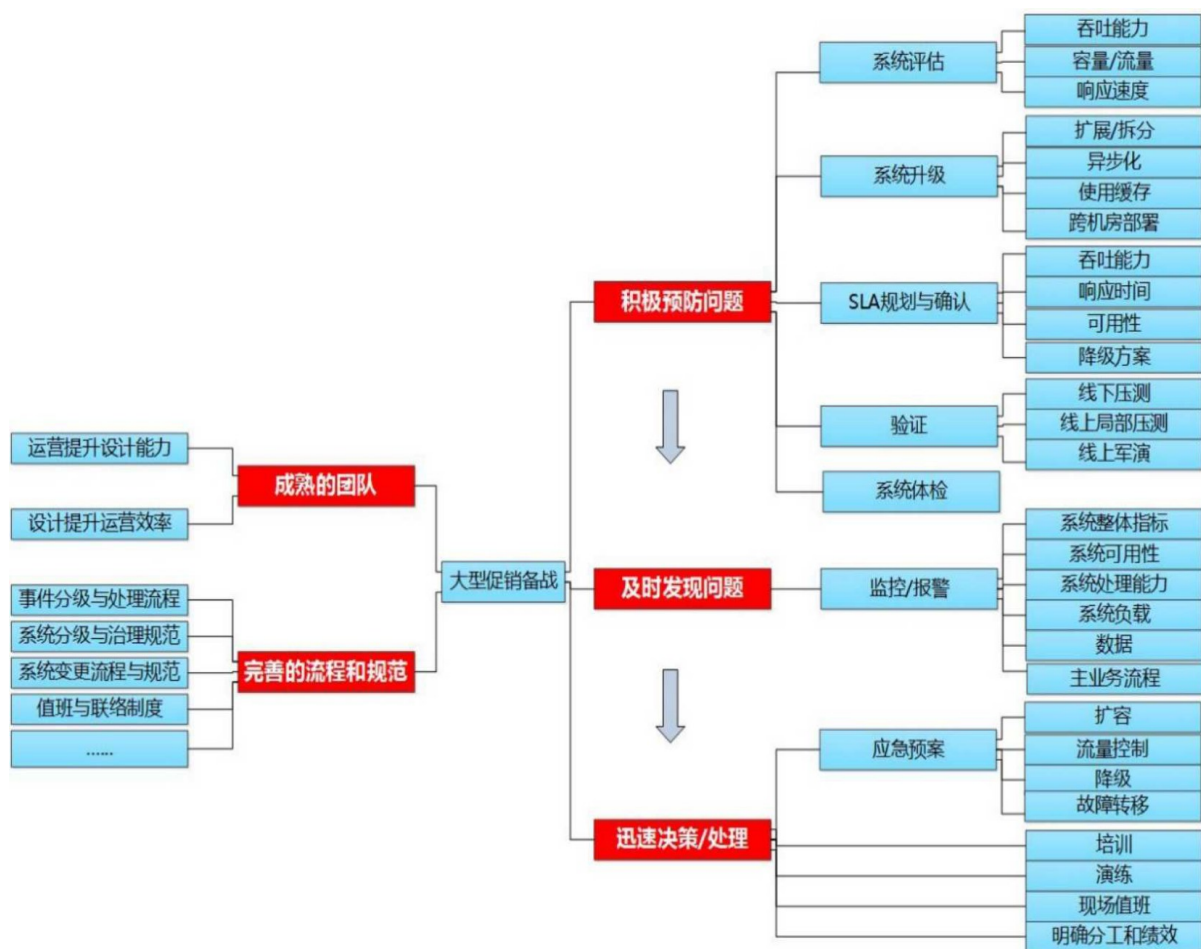 运营提升设计能力
成熟的团队
设计提升运营效率
事件分级与处理流程
系统分级与治理规范
系统变更流程与规范
完善的流程和规范
值班与联络制度
......
大型促销备战
积极预防问题
系统评估
吞吐能力
容量/流量
响应速度
系统升级
扩展/拆分
异步化
使用缓存
跨机房部署
SLA规划与确认
吞吐能力
响应时间
可用性
降级方案
验证
线下压测
线上局部压测
线上军演
系统体检
及时发现问题
监控/报警
系统整体指标
系统可用性
系统处理能力
系统负载
数据
主业务流程
迅速决策/处理
应急预案
扩容
流量控制
降级
故障转移
培训
演练
现场值班
明确分工和绩效